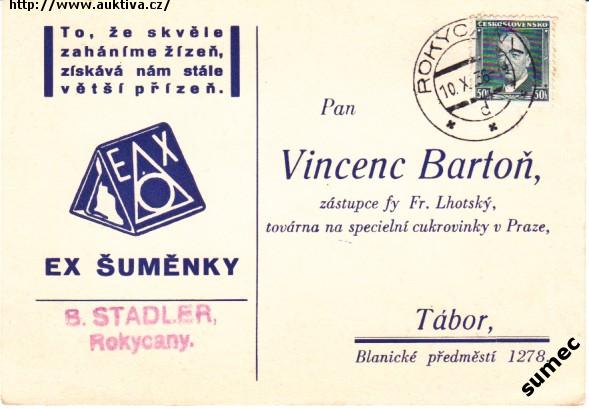 http://www.auktiva.cz/
To, že skvěle
zaháníme žízeň,
získává nám stále
větší přízeň.
EX
EX ŠUMĚNKY
B. STADLER,
Rokycany.
ČESKOSLOVENSKO
50h 50h
10.X.36
d
Pan
Vincenc Bartoň,
zástupce fy Fr. Lhotský,
továrna na specielní cukrovinky v Praze,
Tábor,
Blanické předměstí 1278.
sumec